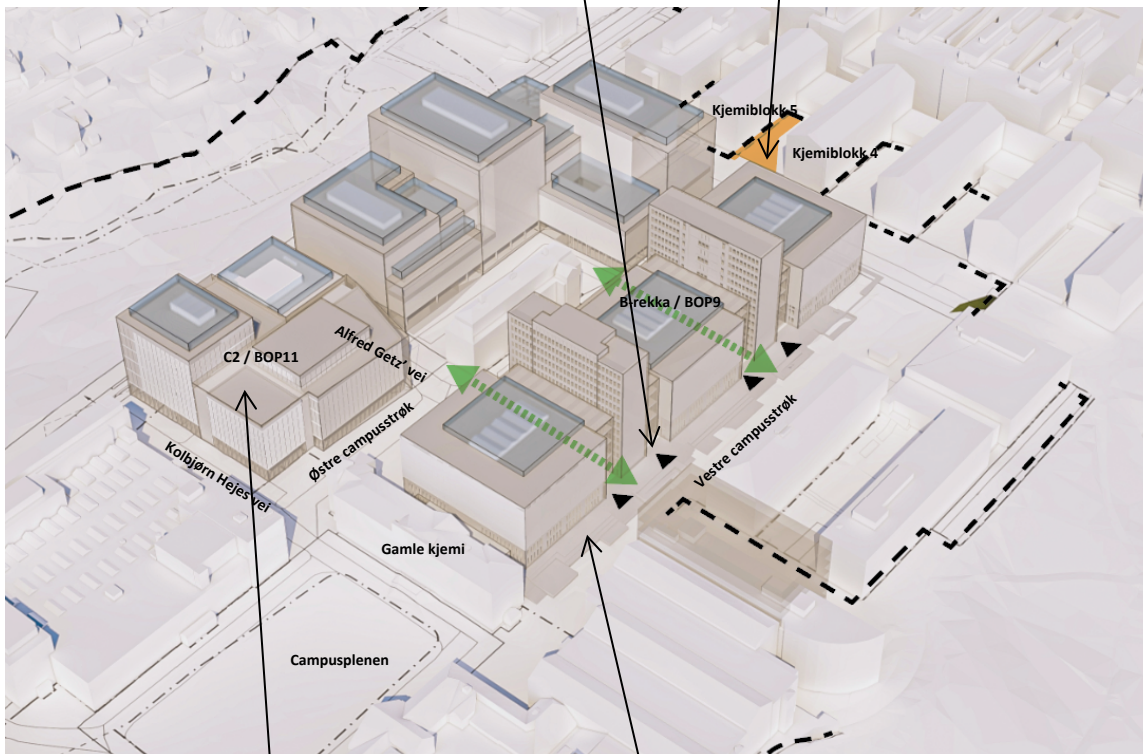 Kjemiblokk 5
Kjemiblokk 4
B-rekka / BOP9
C2 / BOP11
Alfred Getz' vei
Østre campusstrøk
Vestre campusstrøk
Kolbjørn Hejes vei
Gamle kjemi
Campusplenen